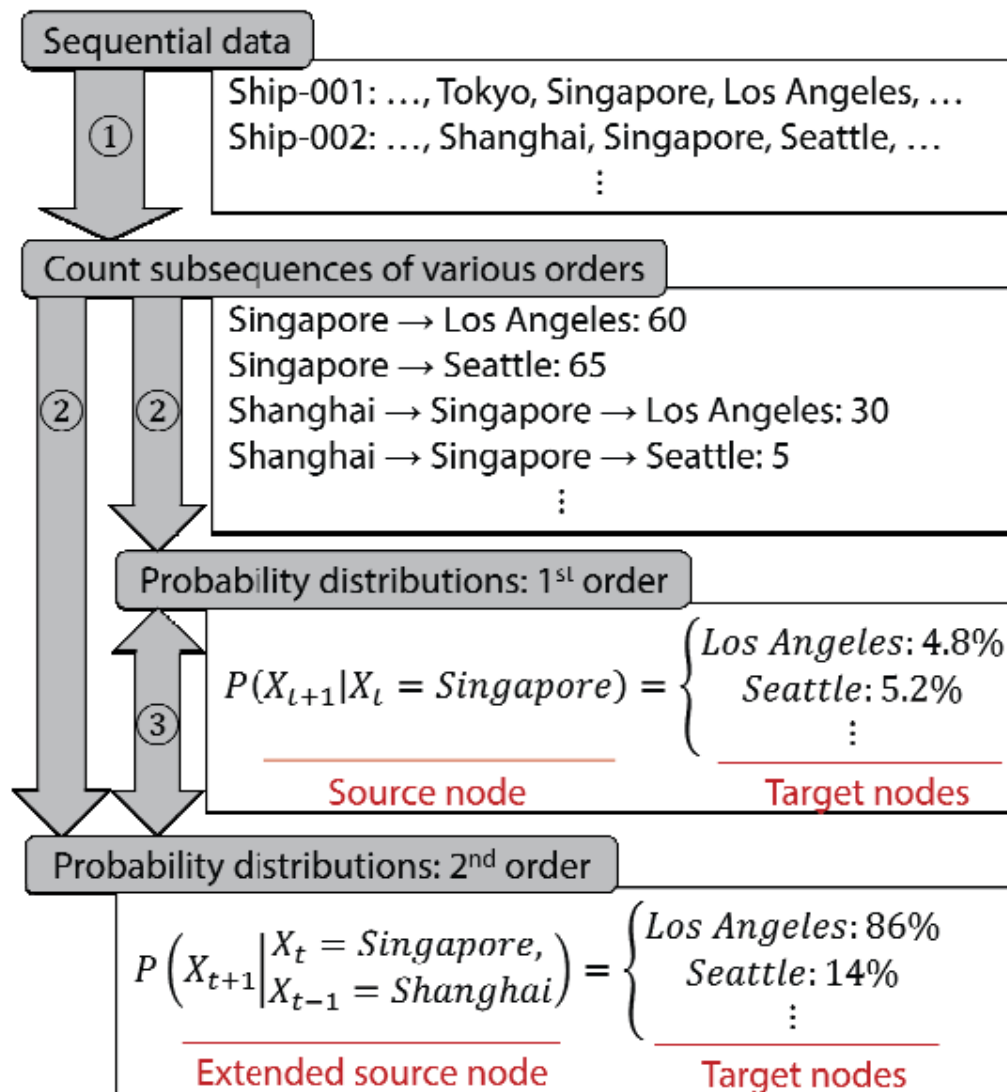 Sequential data
Ship-001: …, Tokyo, Singapore, Los Angeles, …
①
Ship-002: …, Shanghai, Singapore, Seattle, …
⋮
Count subsequences of various orders
Singapore → Los Angeles: 60
Singapore → Seattle: 65
② ② Shanghai → Singapore → Los Angeles: 30
Shanghai → Singapore → Seattle: 5
⋮
Probability distributions: 1st order
P(X_{t+1}|X_t = Singapore) = { Los Angeles: 4.8%
Seattle: 5.2%
⋮
③
Source node Target nodes
Probability distributions: 2nd order
P(X_{t+1}|X_t = Singapore, X_{t-1} = Shanghai) = { Los Angeles: 86%
Seattle: 14%
⋮
Extended source node Target nodes